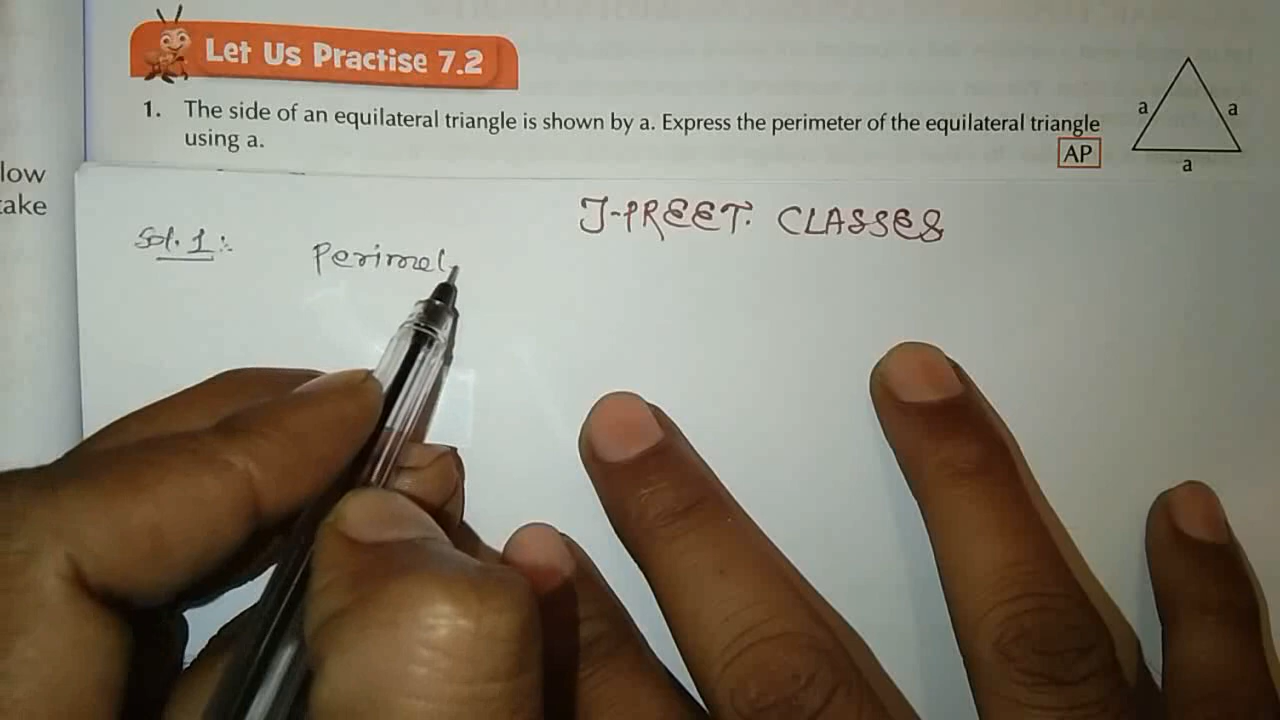 Let Us Practise 7.2
1. The side of an equilateral triangle is shown by a. Express the perimeter of the equilateral triangle
using a.
AP
a a
a
low
take
J-PREET. CLASSES
Sol. 1:-
Perimet